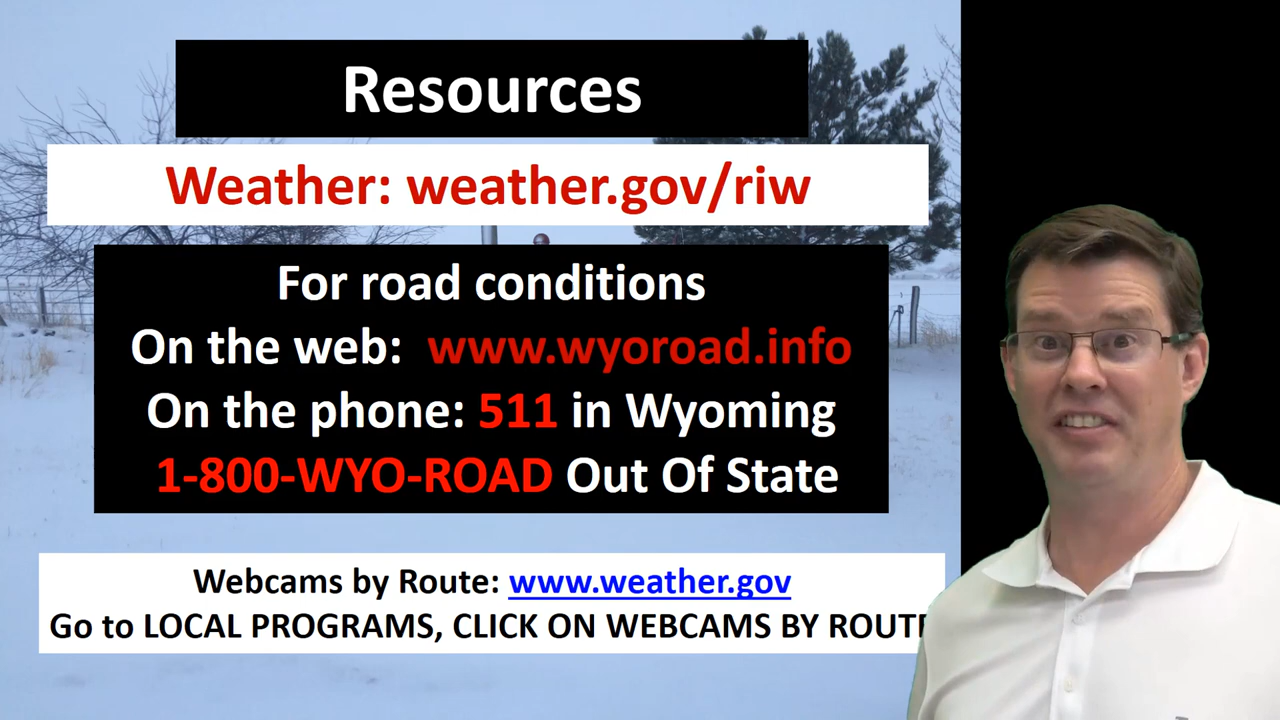 Resources
Weather: weather.gov/riw
For road conditions
On the web: www.wyoroad.info
On the phone: 511 in Wyoming
1-800-WYO-ROAD Out Of State
Webcams by Route: www.weather.gov
Go to LOCAL PROGRAMS, CLICK ON WEBCAMS BY ROUTE